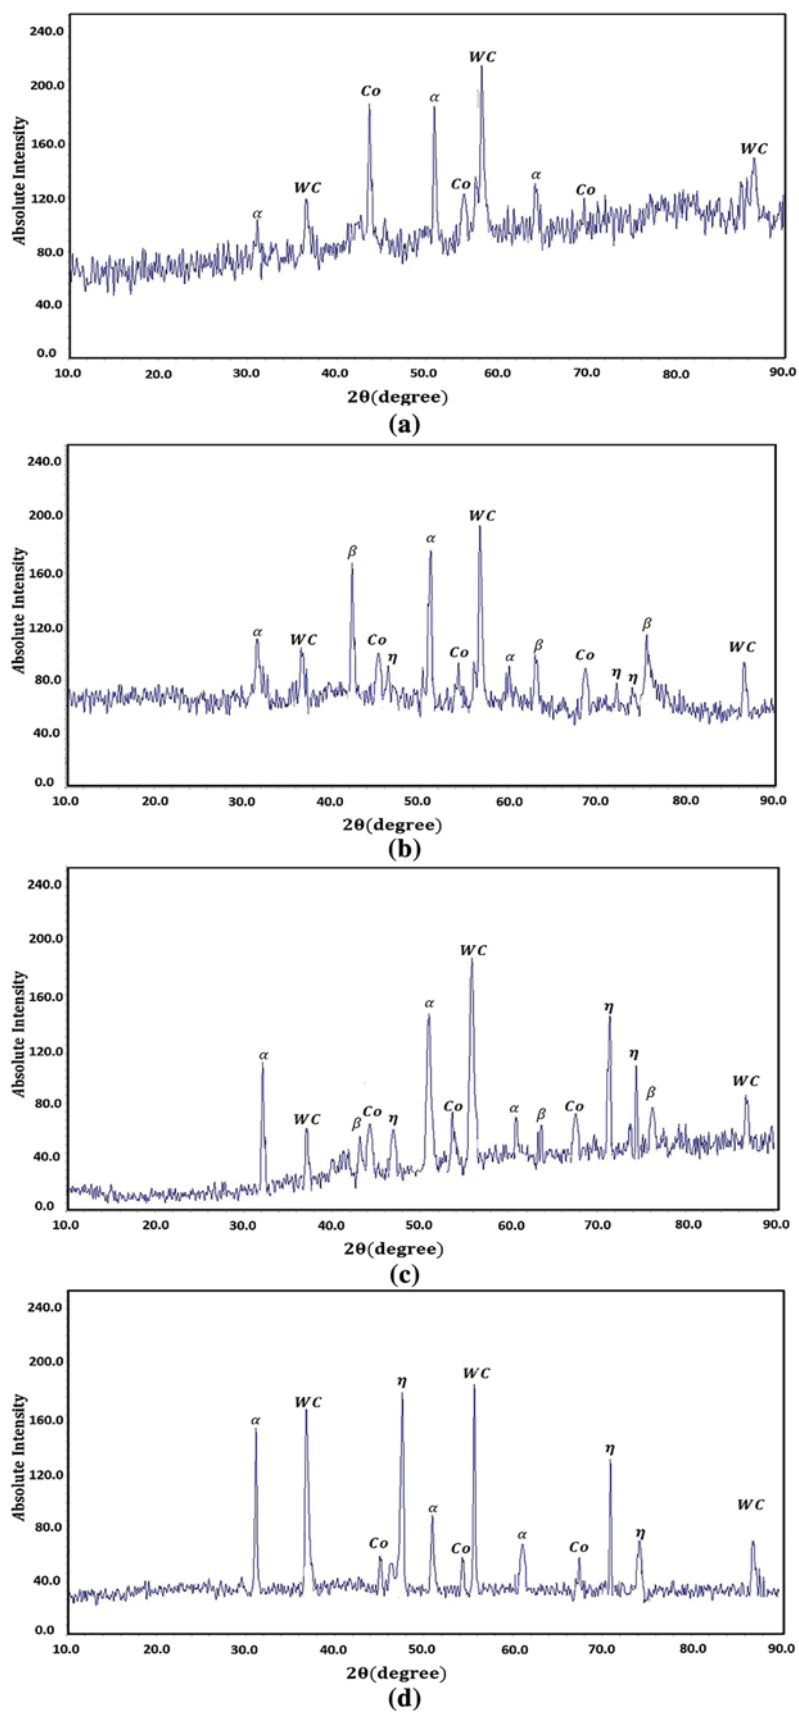 240.0
WC
200.0
Co
α
160.0
WC
WC
α
120.0
Co
Co
α
80.0
40.0
0.0
Absolute Intensity
10.0 20.0 30.0 40.0 50.0 60.0 70.0 80.0 90.0
2θ(degree)
(a)
240.0
200.0
WC
β
α
160.0
120.0
α
WC
Co
η
Co
α
β
Co
η
η
β
WC
80.0
40.0
0.0
Absolute Intensity
10.0 20.0 30.0 40.0 50.0 60.0 70.0 80.0 90.0
2θ(degree)
(b)
240.0
200.0
WC
160.0
α
η
120.0
α
η
WC
80.0
WC
β
Co
η
Co
α
β
Co
β
40.0
0.0
Absolute Intensity
10.0 20.0 30.0 40.0 50.0 60.0 70.0 80.0 90.0
2θ(degree)
(c)
240.0
200.0
WC
η
WC
α
160.0
η
120.0
α
WC
80.0
Co
Co
α
Co
η
40.0
0.0
Absolute Intensity
10.0 20.0 30.0 40.0 50.0 60.0 70.0 80.0 90.0
2θ(degree)
(d)